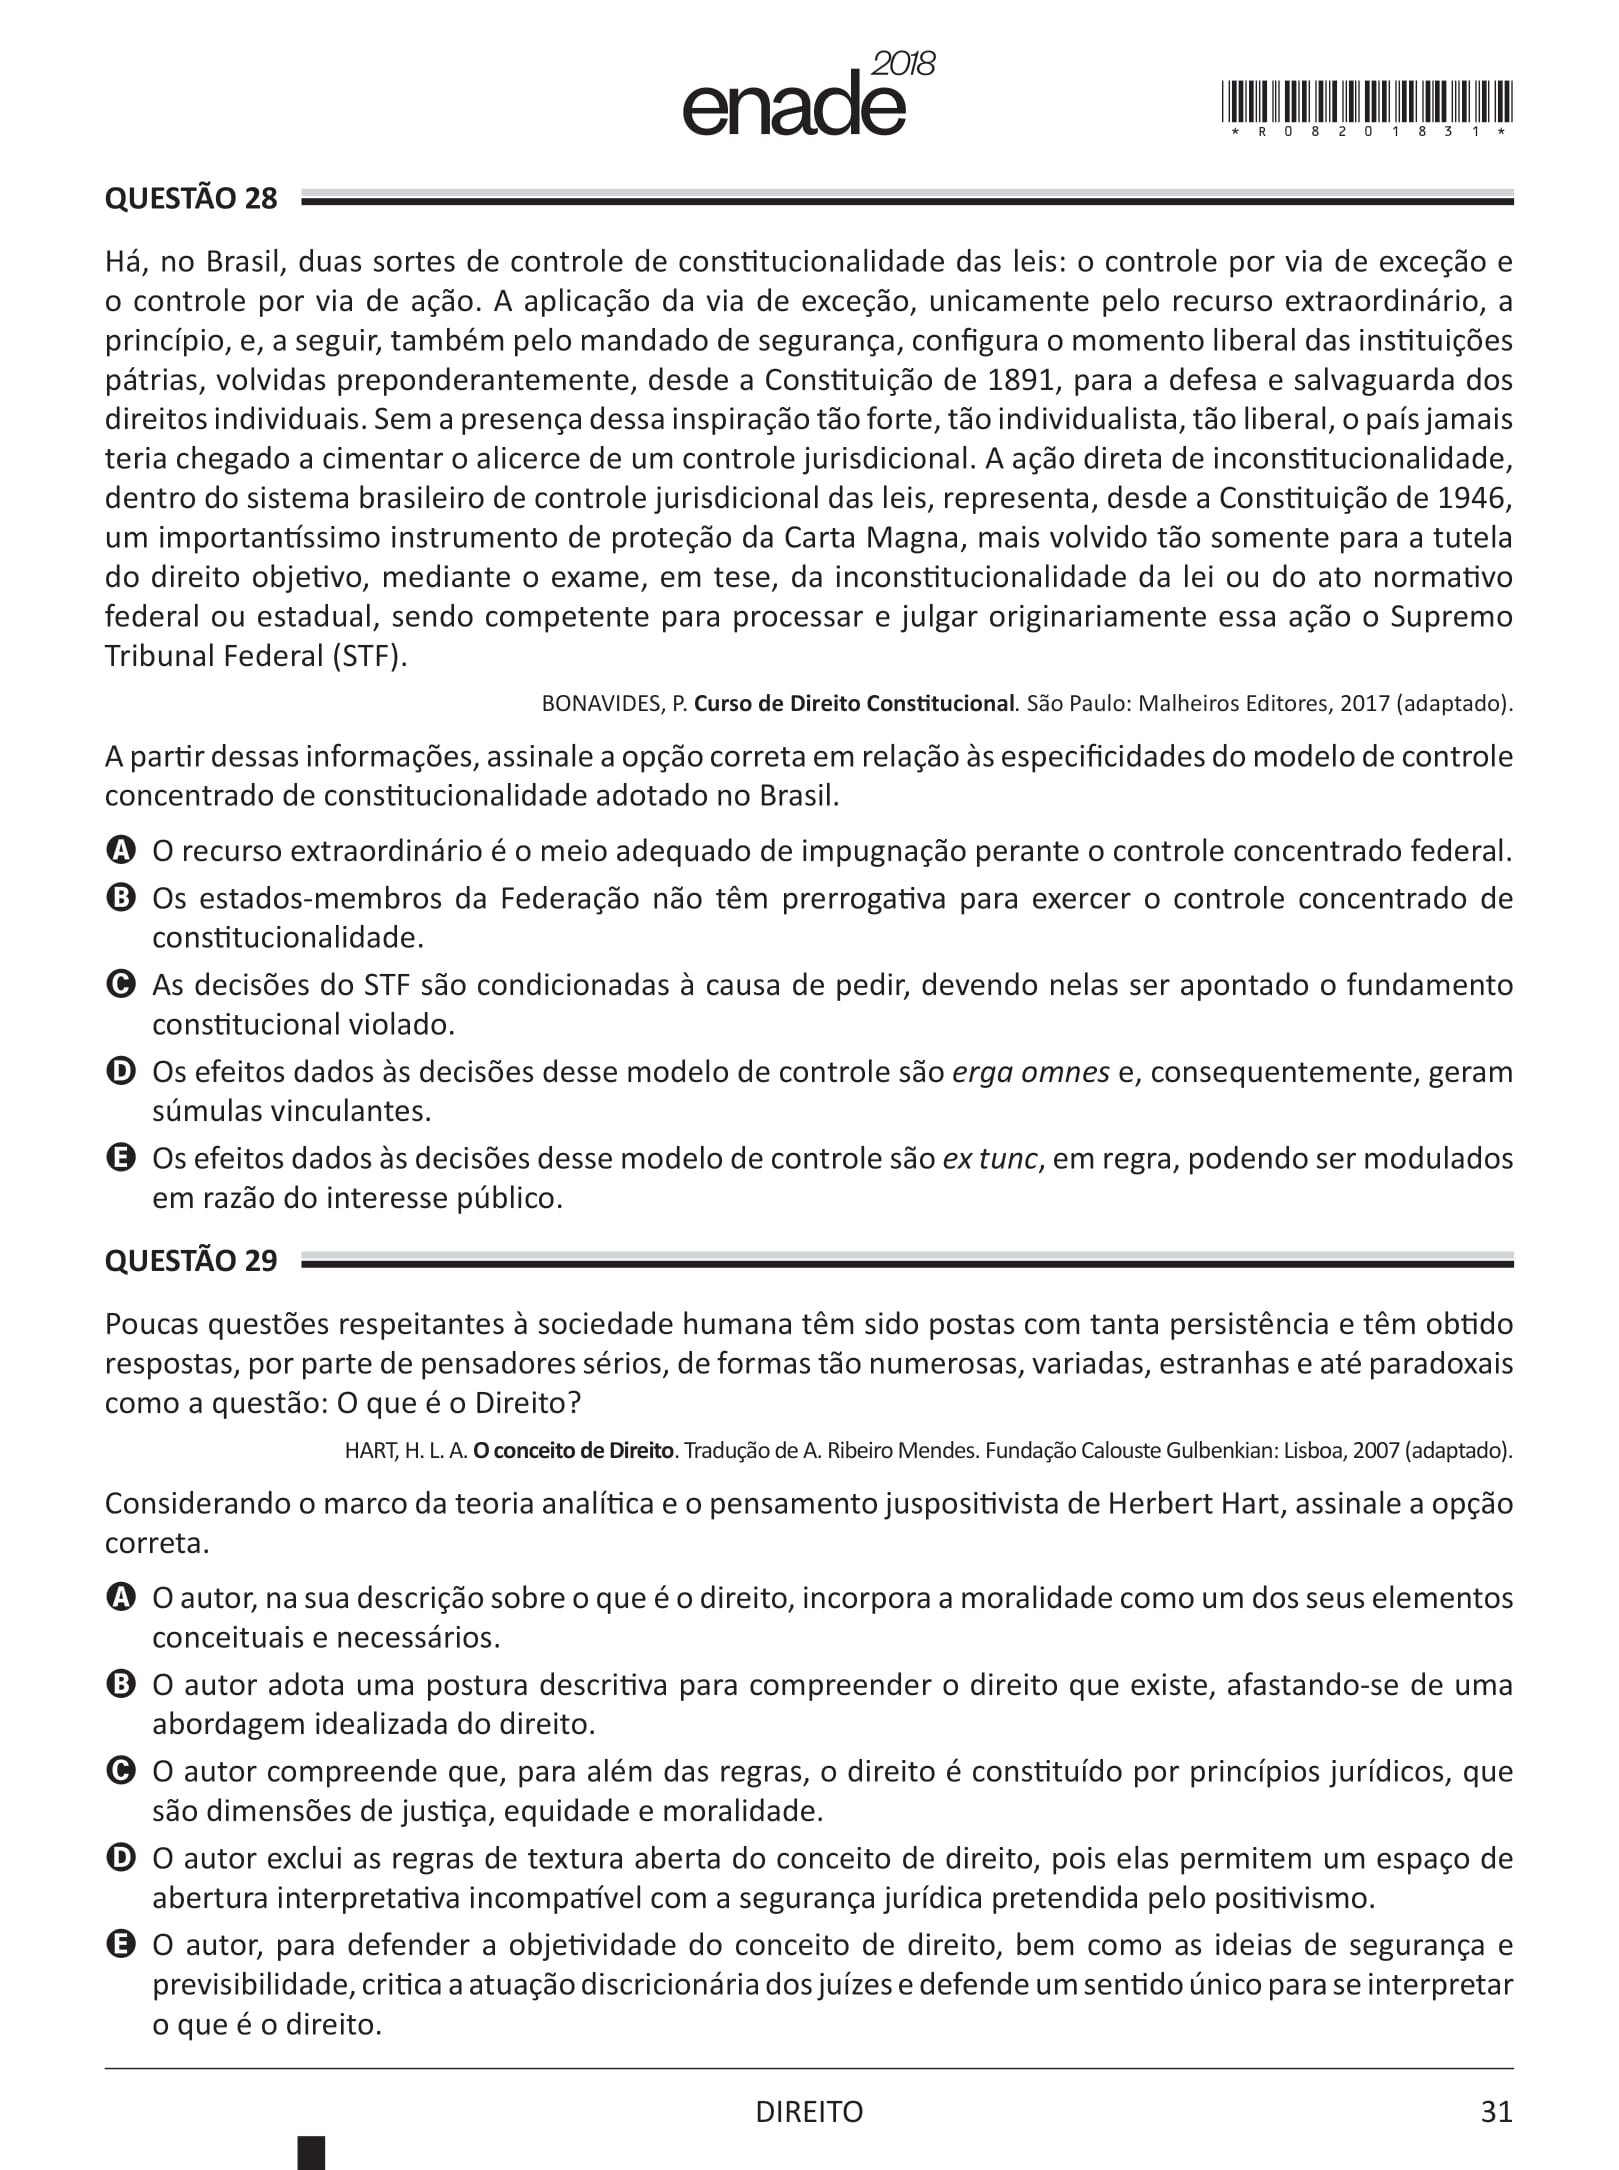 enade 2018
*R08201831*
QUESTÃO 28
Há, no Brasil, duas sortes de controle de constitucionalidade das leis: o controle por via de exceção e
o controle por via de ação. A aplicação da via de exceção, unicamente pelo recurso extraordinário, a
princípio, e, a seguir, também pelo mandado de segurança, configura o momento liberal das instituições
pátrias, volvidas preponderantemente, desde a Constituição de 1891, para a defesa e salvaguarda dos
direitos individuais. Sem a presença dessa inspiração tão forte, tão individualista, tão liberal, o país jamais
teria chegado a cimentar o alicerce de um controle jurisdicional. A ação direta de inconstitucionalidade,
dentro do sistema brasileiro de controle jurisdicional das leis, representa, desde a Constituição de 1946,
um importantíssimo instrumento de proteção da Carta Magna, mais volvido tão somente para a tutela
do direito objetivo, mediante o exame, em tese, da inconstitucionalidade da lei ou do ato normativo
federal ou estadual, sendo competente para processar e julgar originariamente essa ação o Supremo
Tribunal Federal (STF).
BONAVIDES, P. Curso de Direito Constitucional. São Paulo: Malheiros Editores, 2017 (adaptado).
A partir dessas informações, assinale a opção correta em relação às especificidades do modelo de controle
concentrado de constitucionalidade adotado no Brasil.
A O recurso extraordinário é o meio adequado de impugnação perante o controle concentrado federal.
B Os estados-membros da Federação não têm prerrogativa para exercer o controle concentrado de
constitucionalidade.
C As decisões do STF são condicionadas à causa de pedir, devendo nelas ser apontado o fundamento
constitucional violado.
D Os efeitos dados às decisões desse modelo de controle são erga omnes e, consequentemente, geram
súmulas vinculantes.
E Os efeitos dados às decisões desse modelo de controle são ex tunc, em regra, podendo ser modulados
em razão do interesse público.
QUESTÃO 29
Poucas questões respeitantes à sociedade humana têm sido postas com tanta persistência e têm obtido
respostas, por parte de pensadores sérios, de formas tão numerosas, variadas, estranhas e até paradoxais
como a questão: O que é o Direito?
HART, H. L. A. O conceito de Direito. Tradução de A. Ribeiro Mendes. Fundação Calouste Gulbenkian: Lisboa, 2007 (adaptado).
Considerando o marco da teoria analítica e o pensamento juspositivista de Herbert Hart, assinale a opção
correta.
A O autor, na sua descrição sobre o que é o direito, incorpora a moralidade como um dos seus elementos
conceituais e necessários.
B O autor adota uma postura descritiva para compreender o direito que existe, afastando-se de uma
abordagem idealizada do direito.
C O autor compreende que, para além das regras, o direito é constituído por princípios jurídicos, que
são dimensões de justiça, equidade e moralidade.
D O autor exclui as regras de textura aberta do conceito de direito, pois elas permitem um espaço de
abertura interpretativa incompatível com a segurança jurídica pretendida pelo positivismo.
E O autor, para defender a objetividade do conceito de direito, bem como as ideias de segurança e
previsibilidade, critica a atuação discricionária dos juízes e defende um sentido único para se interpretar
o que é o direito.
DIREITO
31